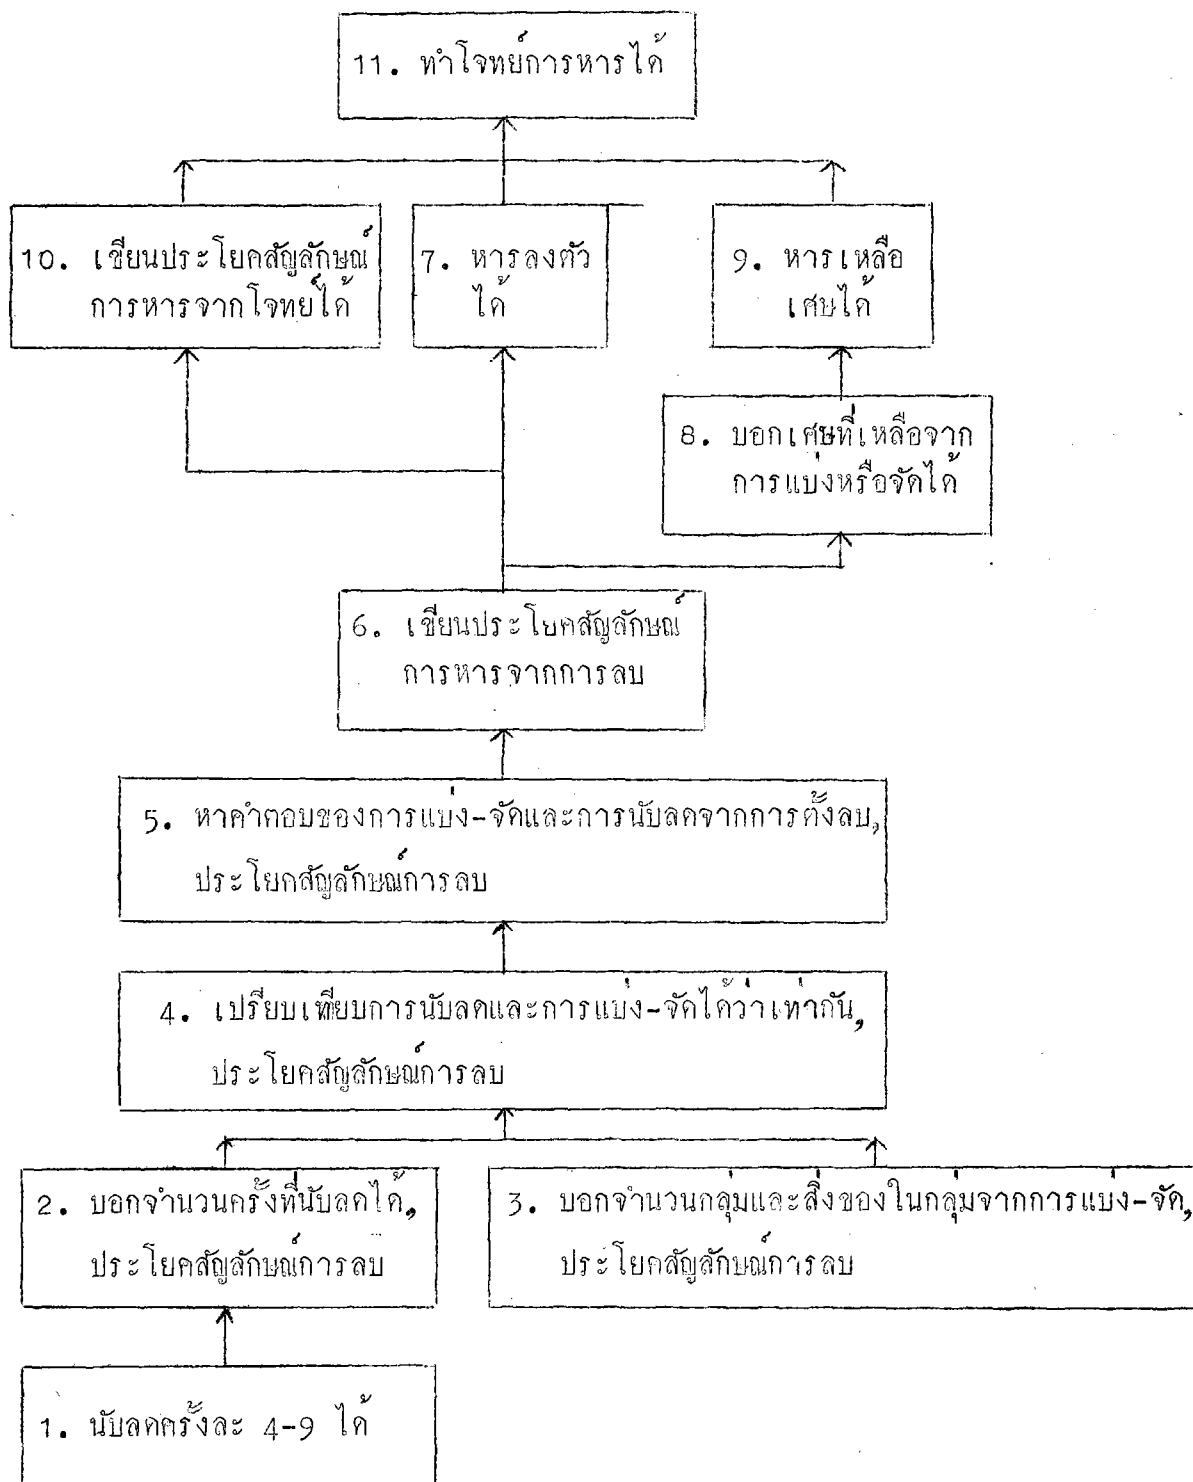 11. ทำโจทย์การหารได้
10. เขียนประโยคสัญลักษณ์
การหารจากโจทย์ได้
7. หารลงตัว
ได้
9. หารเหลือ
เศษได้
8. บอกเศษที่เหลือจาก
การแบ่งหรือจัดได้
6. เขียนประโยคสัญลักษณ์
การหารจากการลบ
5. หาคำตอบของการแบ่ง-จัดและการนับลดจากการตั้งลบ,
ประโยคสัญลักษณ์การลบ
4. เปรียบเทียบการนับลดและการแบ่ง-จัดได้ว่าเท่ากัน,
ประโยคสัญลักษณ์การลบ
2. บอกจำนวนครั้งที่นับลดได้,
ประโยคสัญลักษณ์การลบ
3. บอกจำนวนกลุ่มและสิ่งของในกลุ่มจากการแบ่ง-จัด,
ประโยคสัญลักษณ์การลบ
1. นับลดครั้งละ 4-9 ได้